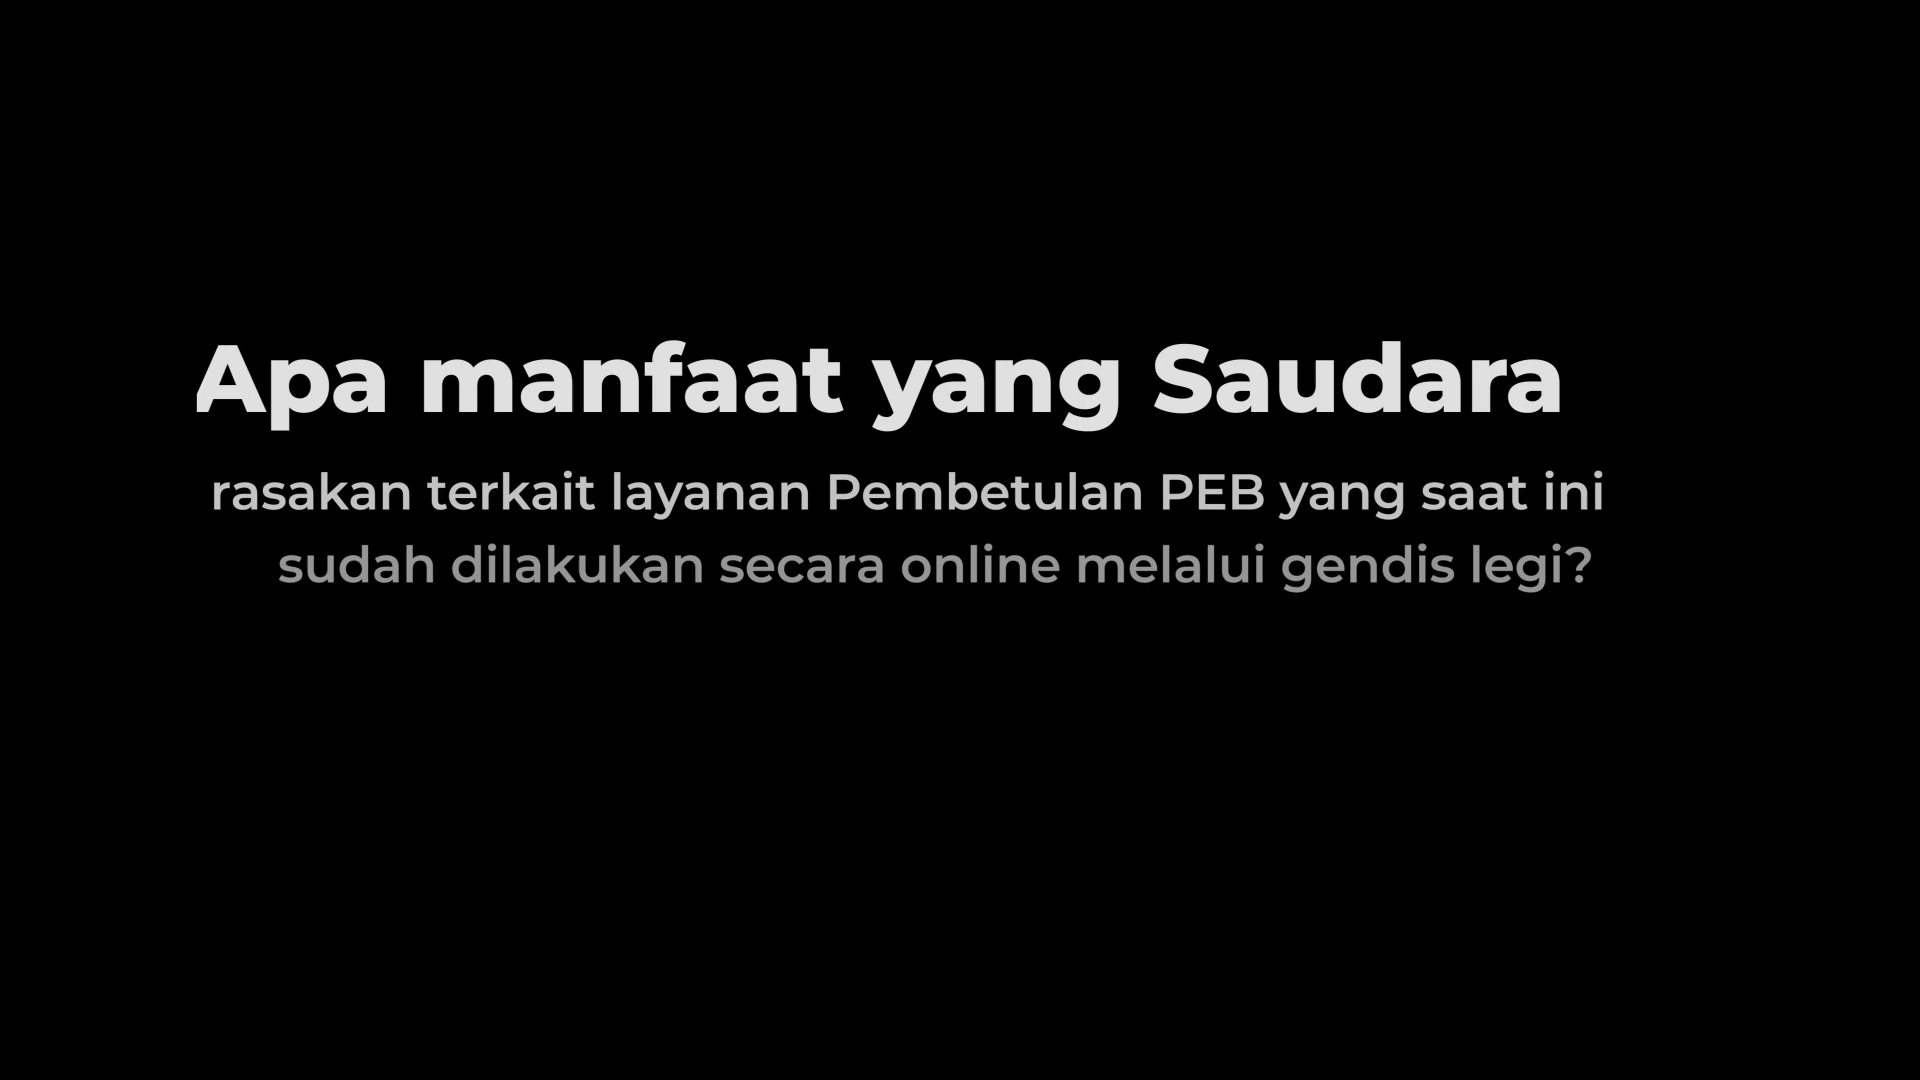 Apa manfaat yang Saudara
rasakan terkait layanan Pembetulan PEB yang saat ini
sudah dilakukan secara online melalui gendis legi?